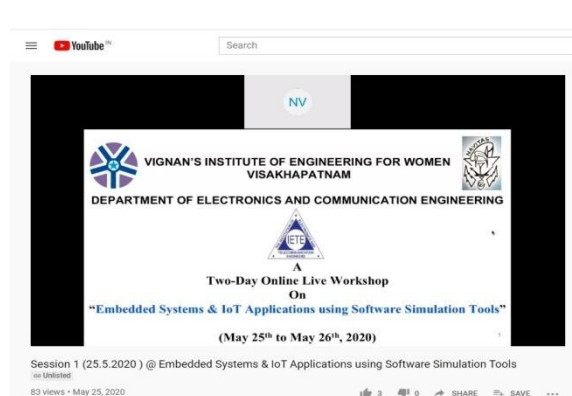 YouTube IN
Search
NV
VIGNAN'S INSTITUTE OF ENGINEERING FOR WOMEN
VISAKHAPATNAM
DEPARTMENT OF ELECTRONICS AND COMMUNICATION ENGINEERING
IETE
A
Two-Day Online Live Workshop
On
“Embedded Systems & IoT Applications using Software Simulation Tools”
(May 25th to May 26th, 2020)
Session 1 (25.5.2020 ) @ Embedded Systems & IoT Applications using Software Simulation Tools
Unlisted
83 views • May 25, 2020
3 0 SHARE SAVE